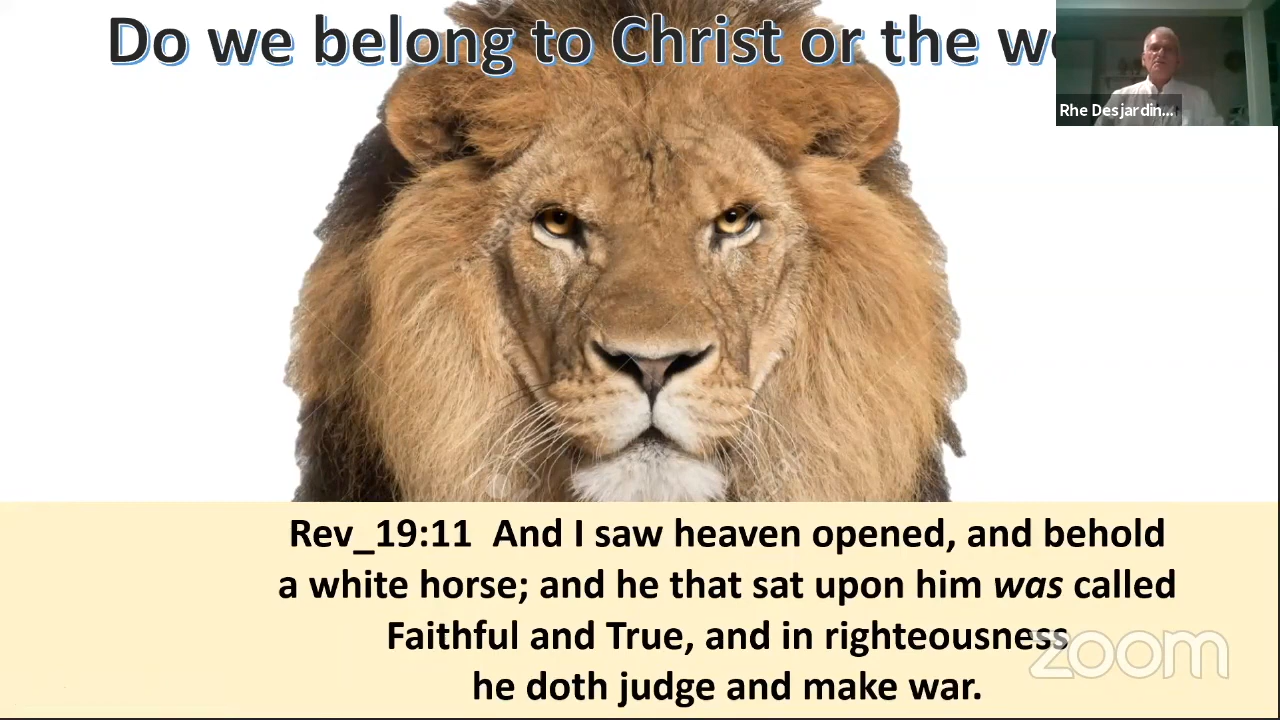 Do we belong to Christ or the
Rhe Desjardin...
Rev_19:11 And I saw heaven opened, and behold
a white horse; and he that sat upon him was called
Faithful and True, and in righteousness
he doth judge and make war.
zoom